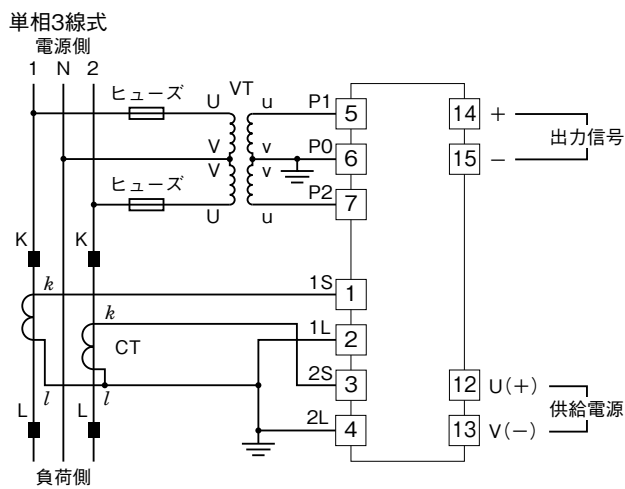 単相3線式
電源側
1 N 2
ヒューズ U VT u P1 5 14 +
出力信号
V v P0 6 15 −
V v
ヒューズ U u P2 7
K K
k 1S 1
k 1L 2
CT
2S 3 12 U(+)
供給電源
l l
L L 2L 4 13 V(−)
負荷側